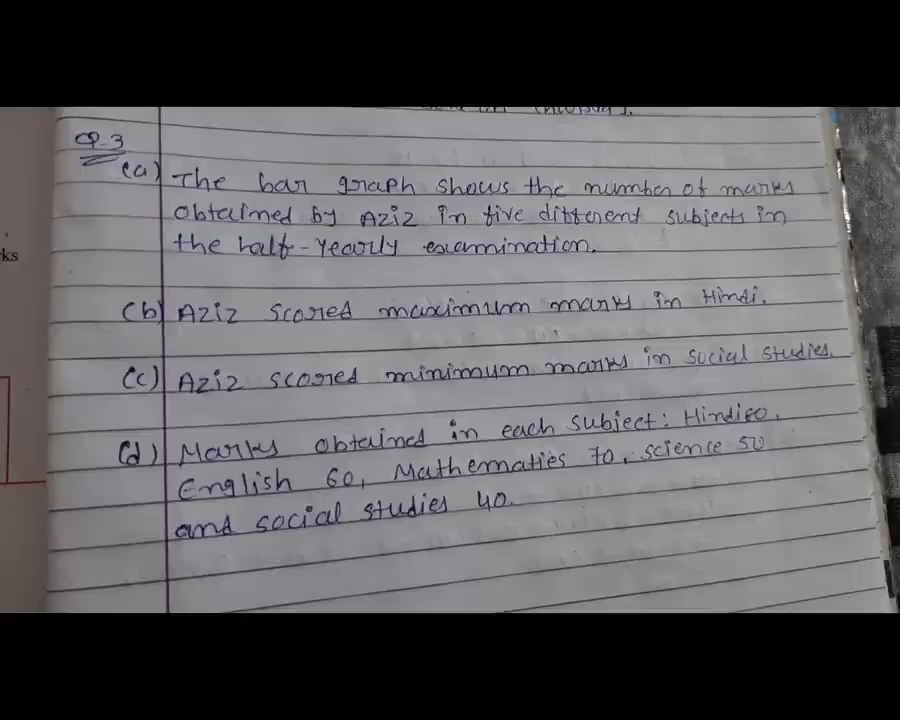 Q.3
(a) The bar graph shows the number of marks
obtained by Aziz in five different subjects in
the half-yearly examination.
(b) Aziz scored maximum marks in Hindi.
(c) Aziz scored minimum marks in social studies.
(d) Marks obtained in each subject: Hindi
English 60, Mathematies 70, science 50
and social studies 40.
ks